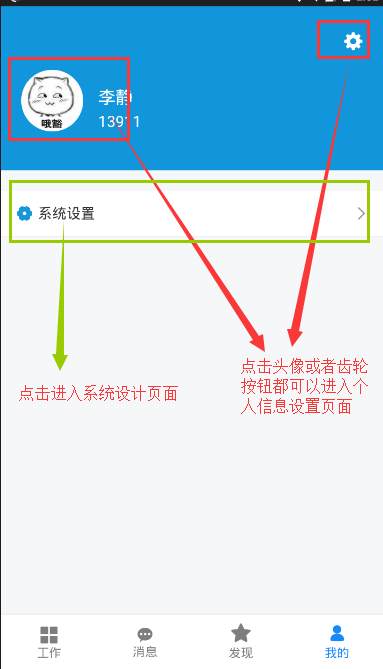 李静
13911
哦豁
系统设置
点击进入系统设计页面
点击头像或者齿轮
按钮都可以进入个
人信息设置页面
工作
消息
发现
我的